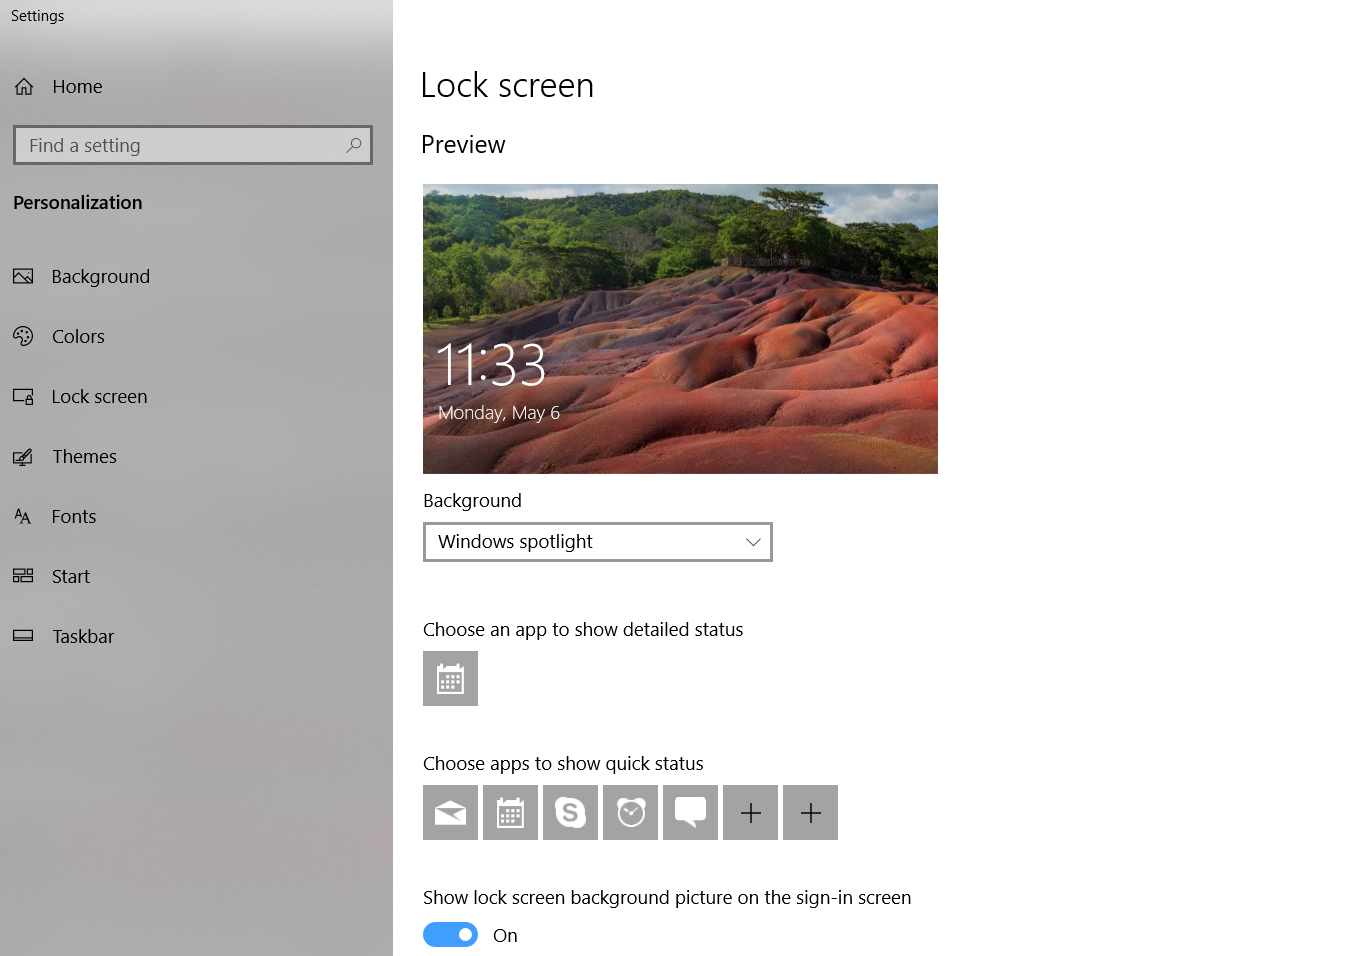 Settings
Home
Find a setting
Personalization
Background
Colors
Lock screen
Themes
Fonts
Start
Taskbar
Lock screen
Preview
11:33
Monday, May 6
Background
Windows spotlight
Choose an app to show detailed status
Choose apps to show quick status
Show lock screen background picture on the sign-in screen
On